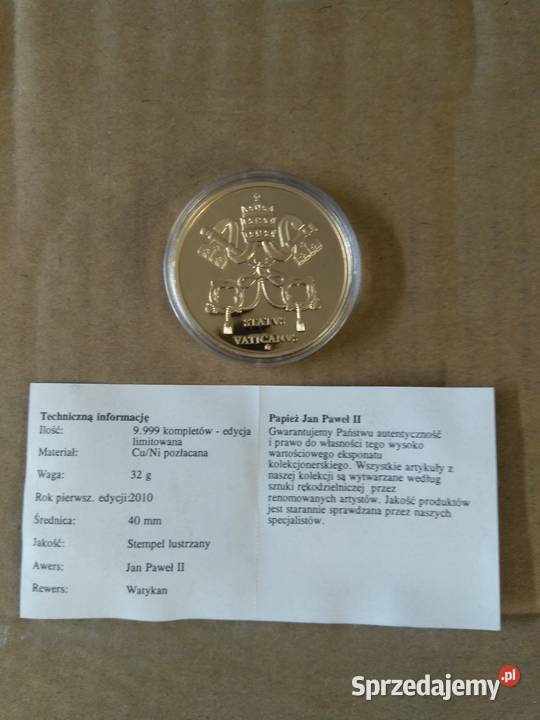 STATVS
VATICANVS
Techniczną informację
Ilość: 9.999 kompletów - edycja
limitowana
Materiał: Cu/Ni pozłacana
Waga: 32 g
Rok pierwsz. edycji:2010
Średnica: 40 mm
Jakość: Stempel lustrzany
Awers: Jan Paweł II
Rewers: Watykan
Papież Jan Paweł II
Gwarantujemy Państwu autentyczność
i prawo do własności tego wysoko
wartościowego eksponatu
kolekcjonerskiego. Wszystkie artykuły z
naszej kolekcji są wytwarzane według
sztuki rękodzielniczej przez
renomowanych artystów. Jakość produktów
jest starannie sprawdzana przez naszych
specjalistów.
Sprzedajemy.pl